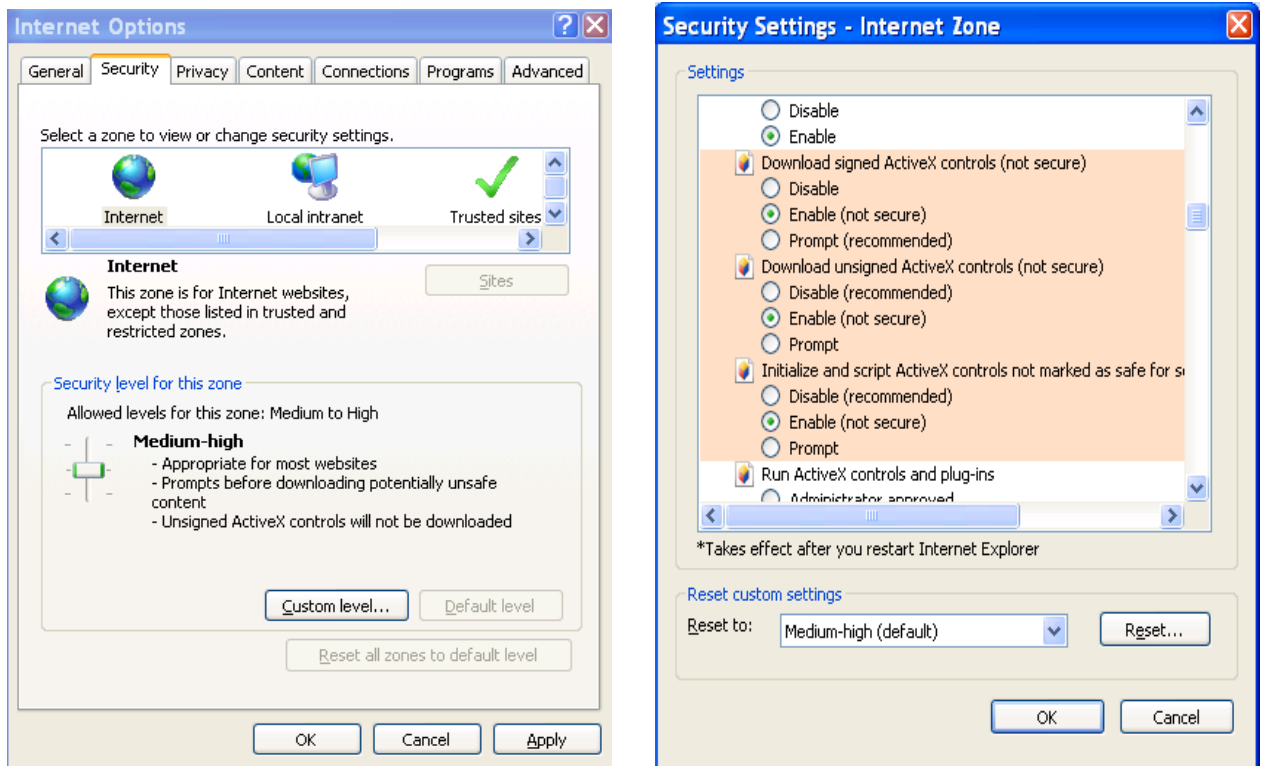 Internet Options
General Security Privacy Content Connections Programs Advanced
Select a zone to view or change security settings.
Internet Local intranet Trusted sites
Internet
This zone is for Internet websites,
except those listed in trusted and
restricted zones.
Sites
Security level for this zone
Allowed levels for this zone: Medium to High
Medium-high
- Appropriate for most websites
- Prompts before downloading potentially unsafe
content
- Unsigned ActiveX controls will not be downloaded
Custom level... Default level
Reset all zones to default level
OK Cancel Apply
Security Settings - Internet Zone
Settings
Disable
Enable
Download signed ActiveX controls (not secure)
Disable
Enable (not secure)
Prompt (recommended)
Download unsigned ActiveX controls (not secure)
Disable (recommended)
Enable (not secure)
Prompt
Initialize and script ActiveX controls not marked as safe for
Disable (recommended)
Enable (not secure)
Prompt
Run ActiveX controls and plug-ins
Administrator approved
*Takes effect after you restart Internet Explorer
Reset custom settings
Reset to: Medium-high (default) Reset...
OK Cancel